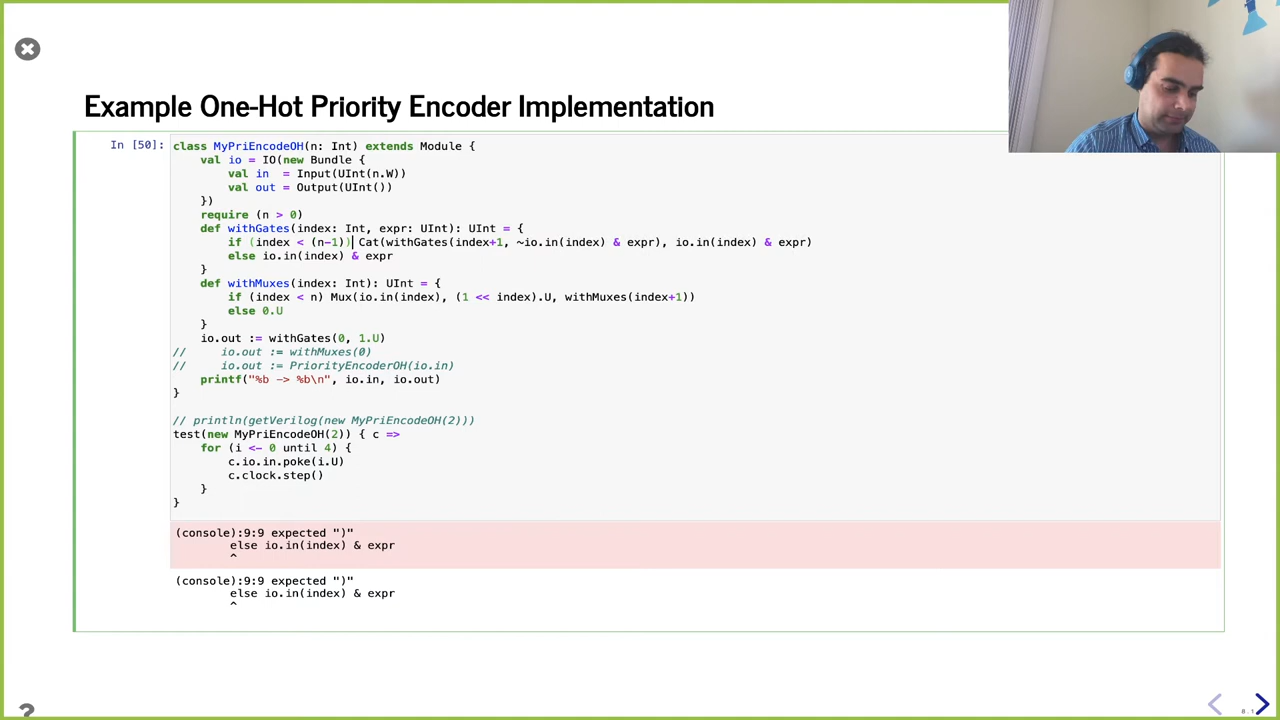 Example One-Hot Priority Encoder Implementation
In [50]:
class MyPriEncodeOH(n: Int) extends Module {
    val io = IO(new Bundle {
        val in  = Input(UInt(n.W))
        val out = Output(UInt())
    })
    require (n > 0)
    def withGates(index: Int, expr: UInt): UInt = {
        if (index < (n-1)) Cat(withGates(index+1, ~io.in(index) & expr), io.in(index) & expr)
        else io.in(index) & expr
    }
    def withMuxes(index: Int): UInt = {
        if (index < n) Mux(io.in(index), (1 << index).U, withMuxes(index+1))
        else 0.U
    }
    io.out := withGates(0, 1.U)
//     io.out := withMuxes(0)
//     io.out := PriorityEncoderOH(io.in)
    printf("%b -> %b\n", io.in, io.out)
}
// println(getVerilog(new MyPriEncodeOH(2)))
test(new MyPriEncodeOH(2)) { c =>
    for (i <- 0 until 4) {
        c.io.in.poke(i.U)
        c.clock.step()
    }
}
(console):9:9 expected ")"
        else io.in(index) & expr
        ^
(console):9:9 expected ")"
        else io.in(index) & expr
        ^
?
8.1